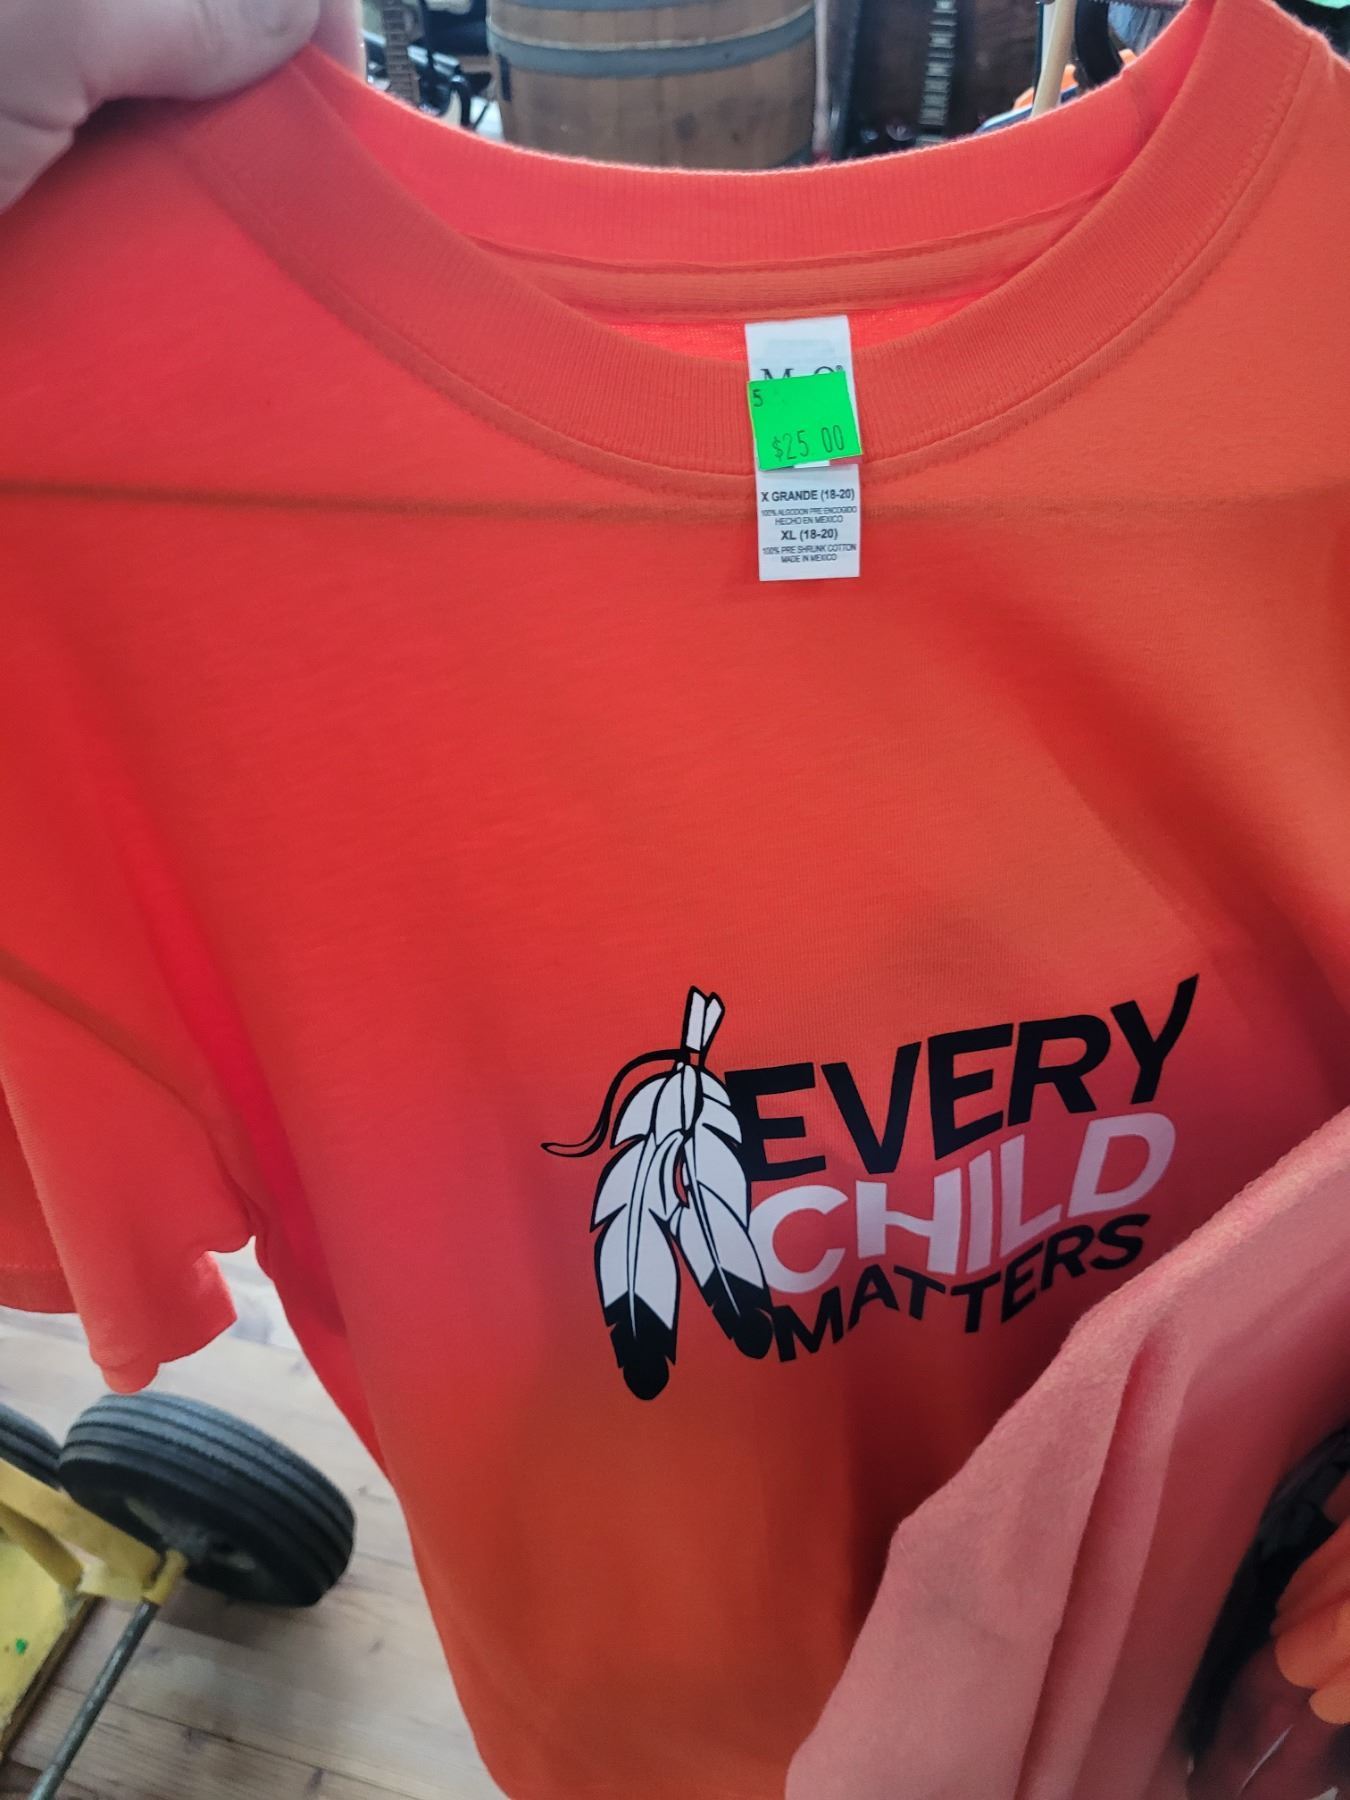 5
$25.00
X GRANDE (18-20)
100% ALGODON PRE ENCOGIDO
HECHO EN MEXICO
XL (18-20)
100% PRE SHRUNK COTTON
MADE IN MEXICO
EVERY
CHILD
MATTERS